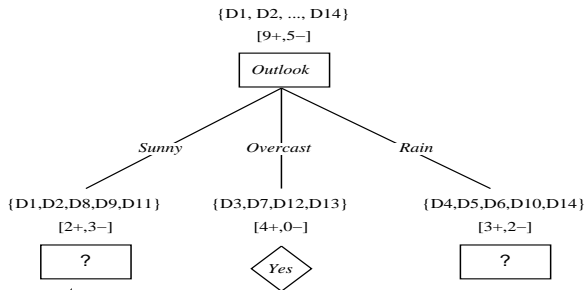 {D1, D2, ..., D14}
[9+,5−]
Outlook
Sunny Overcast Rain
{D1,D2,D8,D9,D11} {D3,D7,D12,D13} {D4,D5,D6,D10,D14}
[2+,3−] [4+,0−] [3+,2−]
? Yes ?